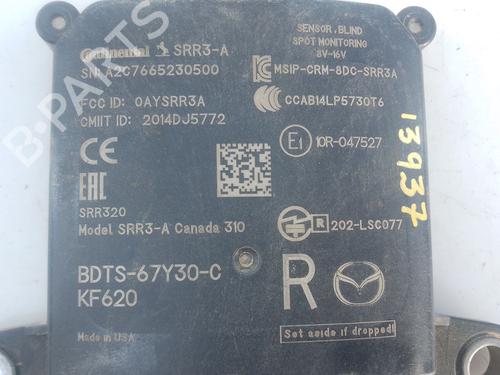 Continental SRR3-A
SN: A2C7665230500
FCC ID: OAYSRR3A
CMIIT ID: 2014DJ5772
CE
EAC
SRR320
Model SRR3-A Canada 310
BDTS-67Y30-C
KF620
Made in USA
SENSOR, BLIND
SPOT MONITORING
8V-16V
MSIP-CRM-8DC-SRR3A
CCAB14LP5730T6
E1 10R-047527
R 202-LSC077
R
Set aside if dropped!
13937
B-PARTS